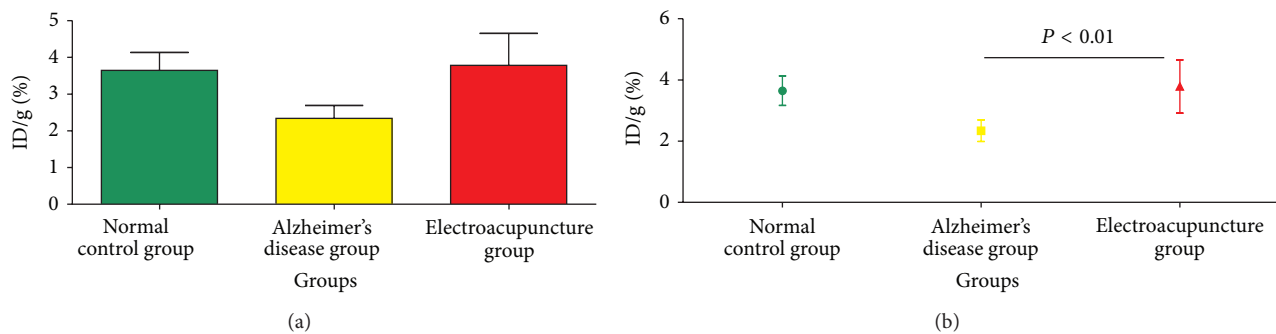 5
4
3
2
1
0
ID/g (%)
Normal
control group
Alzheimer's
disease group
Electroacupuncture
group
Groups
(a)
6
4
2
0
ID/g (%)
P < 0.01
Normal
control group
Alzheimer's
disease group
Electroacupuncture
group
Groups
(b)